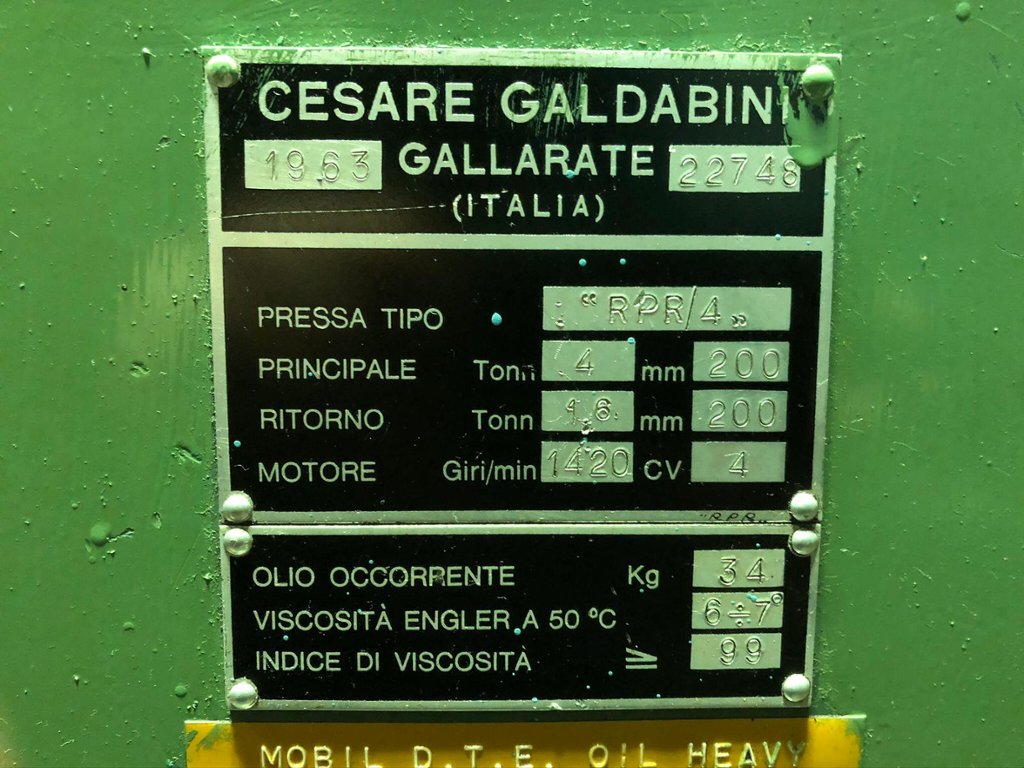 CESARE GALDABINI
1963 GALLARATE 22748
(ITALIA)
PRESSA TIPO : "RPR/4"
PRINCIPALE Tonn 4 mm 200
RITORNO Tonn 1,6 mm 200
MOTORE Giri/min 1420 CV 4
"RPR"
OLIO OCCORRENTE Kg 34
VISCOSITÀ ENGLER A 50 ºC 6÷7°
INDICE DI VISCOSITÀ ≥ 99
MOBIL D.T.E. OIL HEAVY